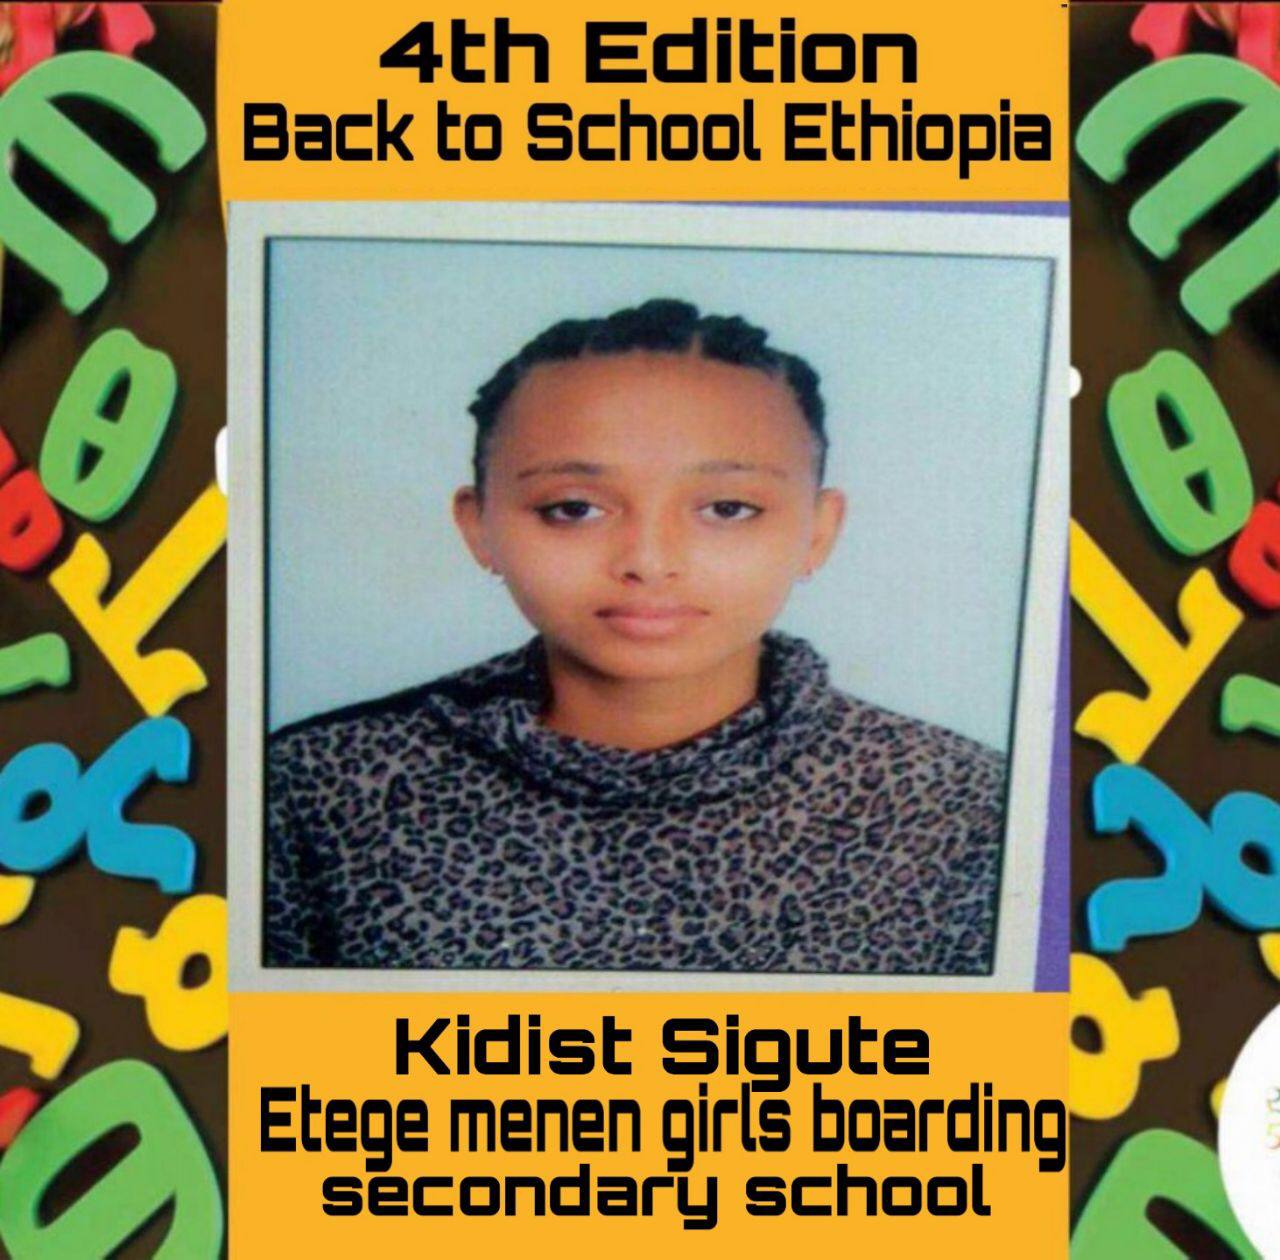 4th Edition
Back to School Ethiopia
Kidist Sigute
Etege menen girls boarding
secondary school